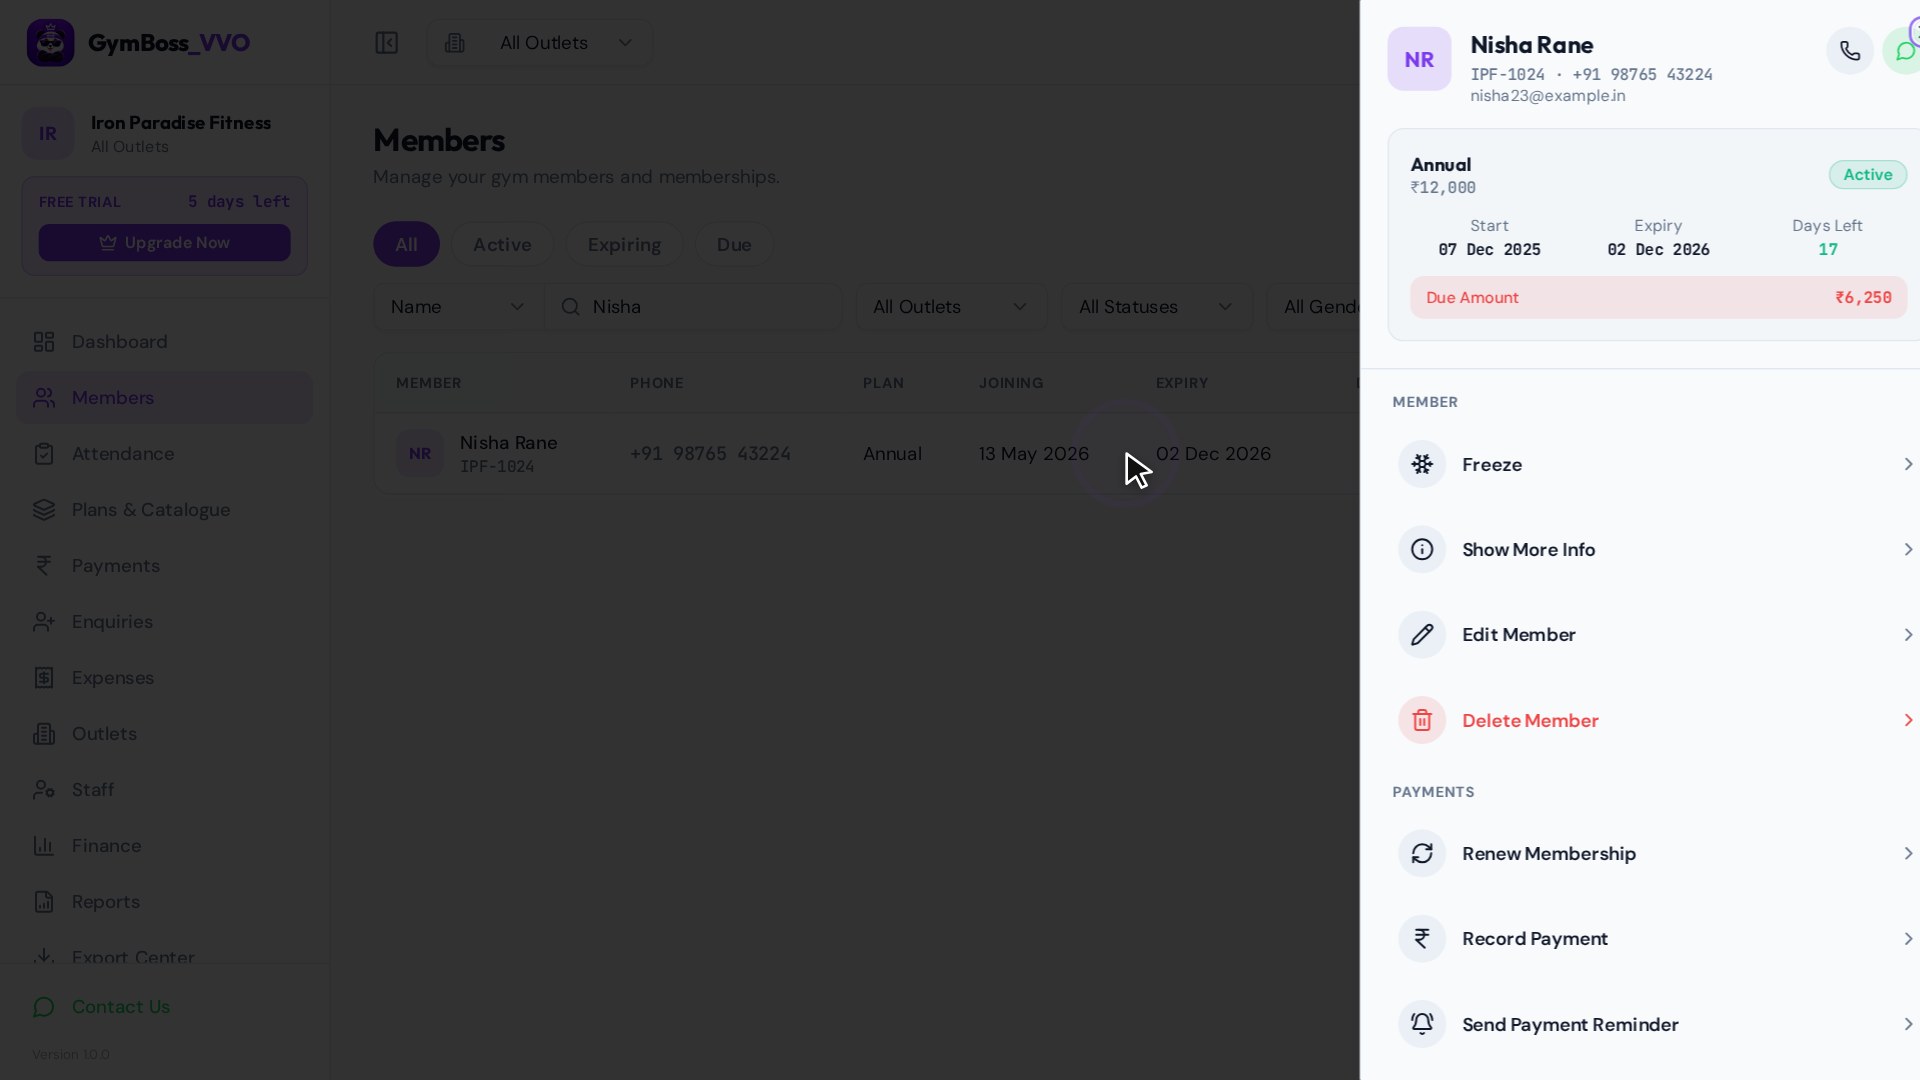 GymBoss_VVO
All Outlets
IR
Iron Paradise Fitness
All Outlets
FREE TRIAL 5 days left
Upgrade Now
Dashboard
Members
Attendance
Plans & Catalogue
Payments
Enquiries
Expenses
Outlets
Staff
Finance
Reports
Export Center
Contact Us
Version 1.0.0
Members
Manage your gym members and memberships.
All Active Expiring Due
Name Nisha All Outlets All Statuses
MEMBER PHONE PLAN JOINING EXPIRY
NR Nisha Rane +91 98765 43224 Annual 13 May 2026 02 Dec 2026
IPF-1024
NR
Nisha Rane
IPF-1024 · +91 98765 43224
nisha23@example.in
Annual
₹12,000
Active
Start Expiry Days Left
07 Dec 2025 02 Dec 2026 17
Due Amount ₹6,250
MEMBER
Freeze
Show More Info
Edit Member
Delete Member
PAYMENTS
Renew Membership
Record Payment
Send Payment Reminder